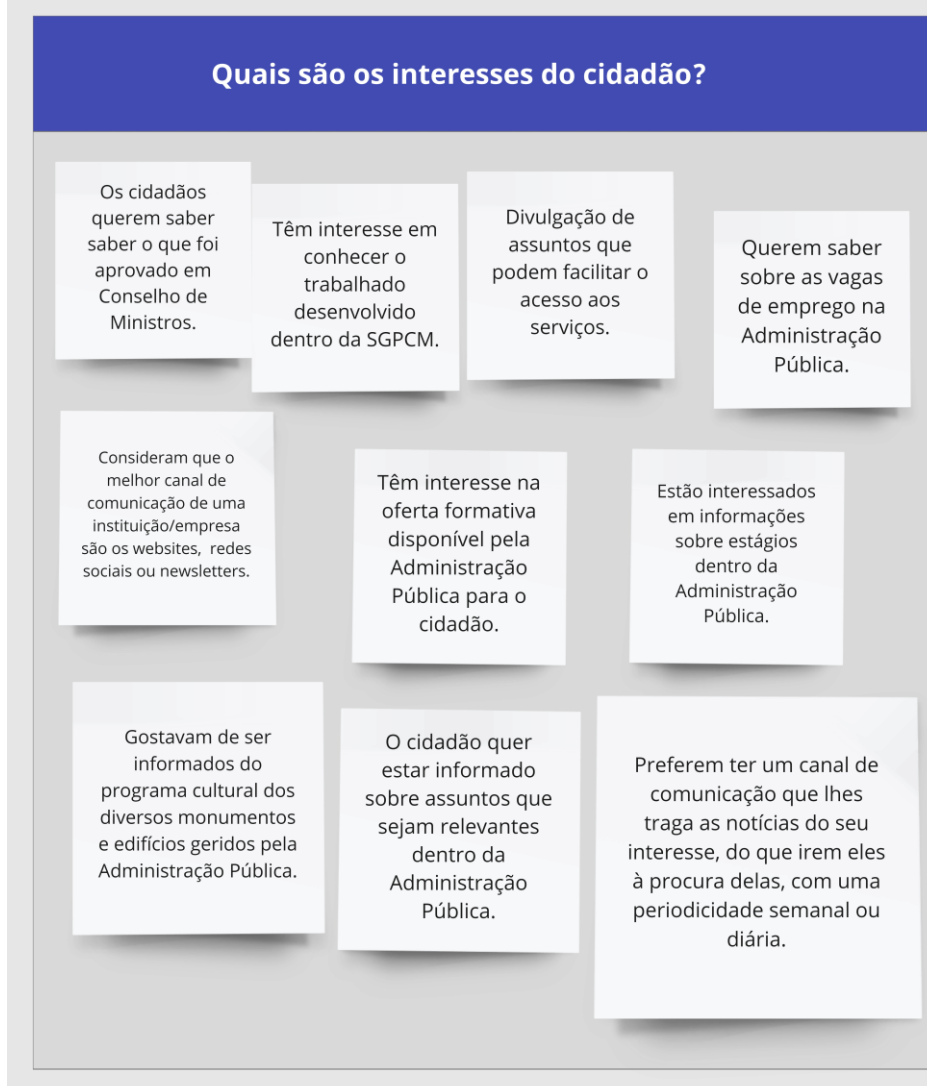 Quais são os interesses do cidadão?
Os cidadãos
querem saber
saber o que foi
aprovado em
Conselho de
Ministros.
Têm interesse em
conhecer o
trabalhado
desenvolvido
dentro da SGPCM.
Divulgação de
assuntos que
podem facilitar o
acesso aos
serviços.
Querem saber
sobre as vagas
de emprego na
Administração
Pública.
Consideram que o
melhor canal de
comunicação de uma
instituição/empresa
são os websites, redes
sociais ou newsletters.
Têm interesse na
oferta formativa
disponível pela
Administração
Pública para o
cidadão.
Estão interessados
em informações
sobre estágios
dentro da
Administração
Pública.
Gostavam de ser
informados do
programa cultural dos
diversos monumentos
e edifícios geridos pela
Administração Pública.
O cidadão quer
estar informado
sobre assuntos que
sejam relevantes
dentro da
Administração
Pública.
Preferem ter um canal de
comunicação que lhes
traga as notícias do seu
interesse, do que irem eles
à procura delas, com uma
periodicidade semanal ou
diária.